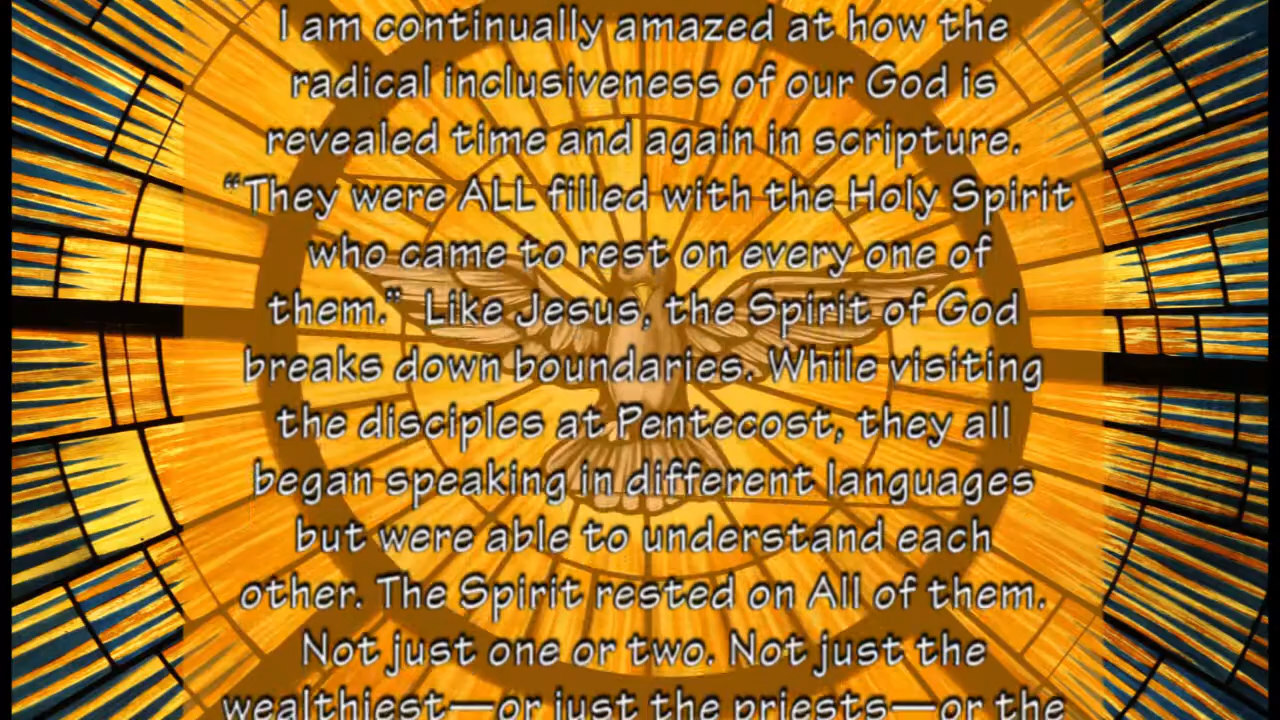 I am continually amazed at how the
radical inclusiveness of our God is
revealed time and again in scripture.
“They were ALL filled with the Holy Spirit
who came to rest on every one of
them.” Like Jesus, the Spirit of God
breaks down boundaries. While visiting
the disciples at Pentecost, they all
began speaking in different languages
but were able to understand each
other. The Spirit rested on All of them.
Not just one or two. Not just the
wealthiest—or just the priests—or the